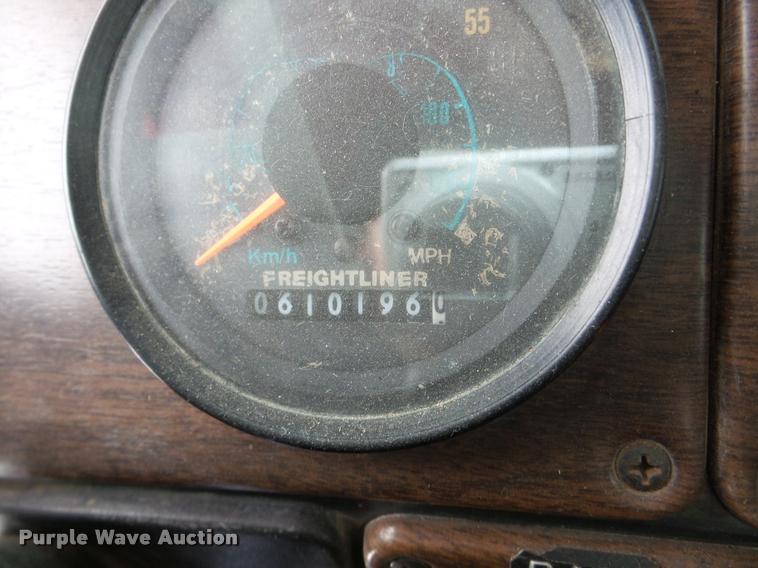 55
100
Km/h MPH
FREIGHTLINER
0610196
Purple Wave Auction